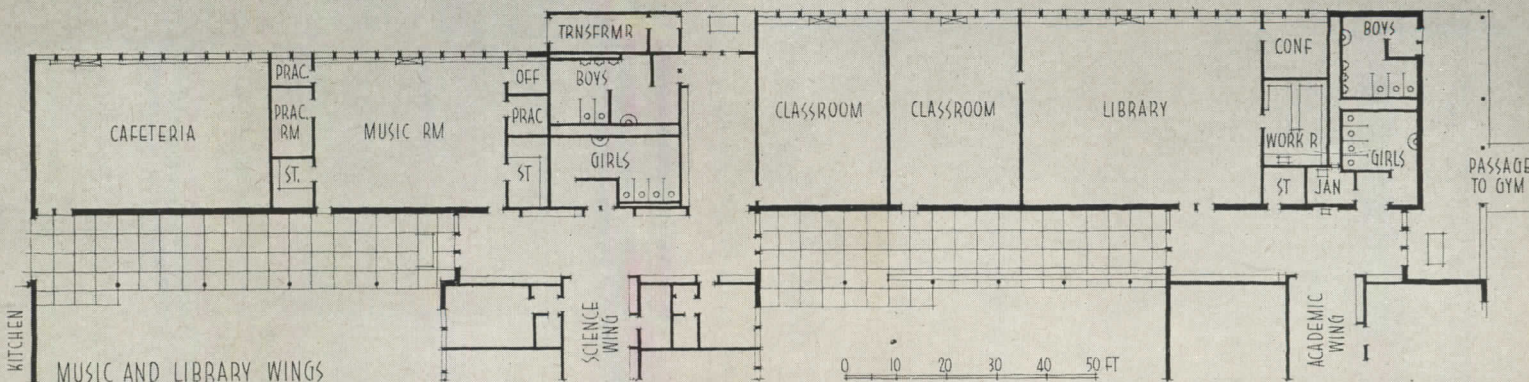 TRNSFRMR
BOYS
PRAC.
OFF
BOYS
CONF
CAFETERIA
PRAC.
RM
MUSIC RM
PRAC
CLASSROOM
CLASSROOM
LIBRARY
WORK R
ST.
ST
GIRLS
GIRLS
PASSAGE
TO GYM
ST
JAN
KITCHEN
SCIENCE
WING
ACADEMIC
WING
0 10 20 30 40 50 FT
MUSIC AND LIBRARY WINGS